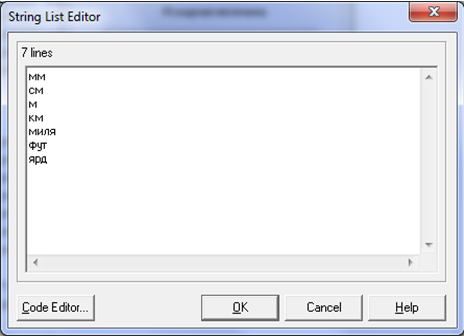 String List Editor
7 lines
мм
см
м
км
миля
фут
ярд
Code Editor...
OK
Cancel
Help